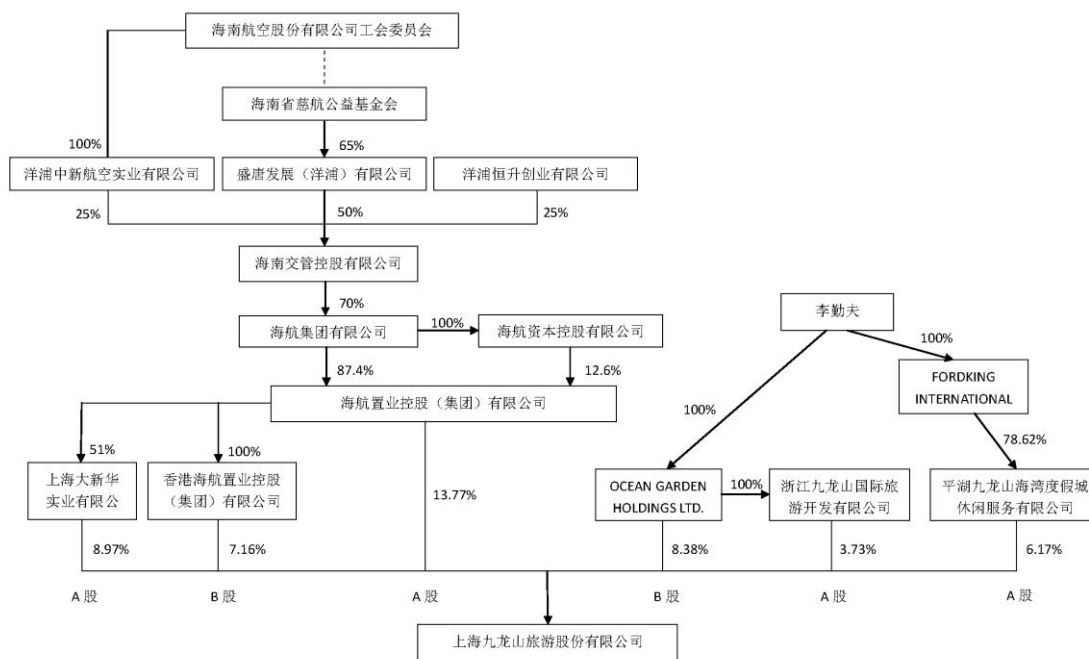 海南航空股份有限公司工会委员会
海南省慈航公益基金会
100%
65%
洋浦中新航空实业有限公司
盛唐发展（洋浦）有限公司
洋浦恒升创业有限公司
25%
50%
25%
海南交管控股有限公司
70%
海航集团有限公司
100%
海航资本控股有限公司
李勤夫
100%
87.4%
12.6%
FORDKING
INTERNATIONAL
海航置业控股（集团）有限公司
100%
51%
100%
78.62%
上海大新华
实业有限公
香港海航置业控股
（集团）有限公司
13.77%
OCEAN GARDEN
HOLDINGS LTD.
100%
浙江九龙山国际旅
游开发有限公司
平湖九龙山海湾度假城
休闲服务有限公司
8.97%
7.16%
8.38%
3.73%
6.17%
A 股
B 股
A 股
B 股
A 股
A 股
上海九龙山旅游股份有限公司